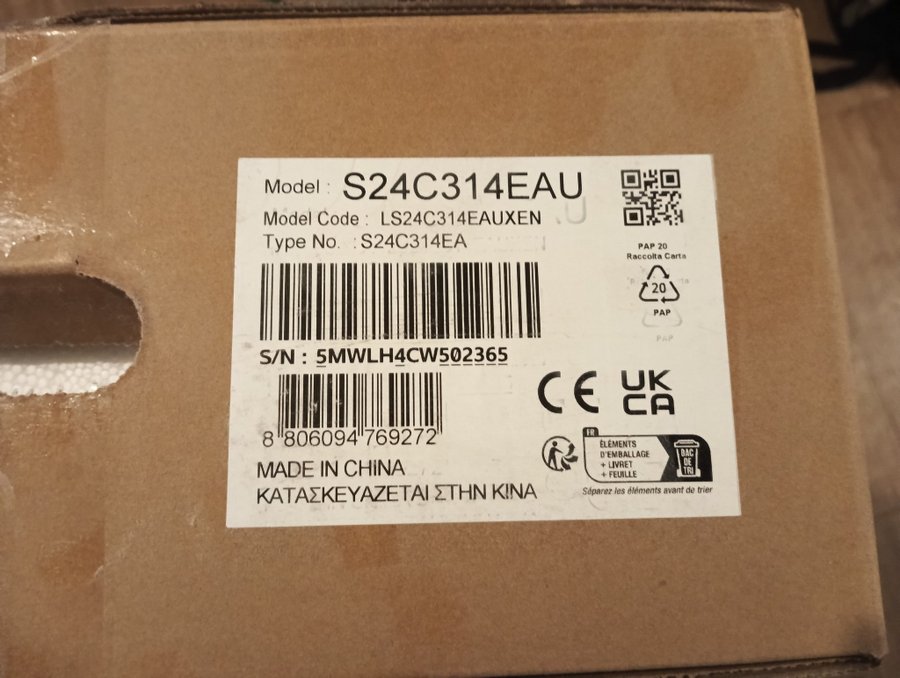 Model : S24C314EAU
Model Code : LS24C314EAUXEN
Type No. : S24C314EA
S/N : 5MWLH4CW502365
8 806094 769272
MADE IN CHINA
ΚΑΤΑΣΚΕΥΑΖΕΤΑΙ ΣΤΗΝ ΚΙΝΑ
PAP 20
Raccolta Carta
20
PAP
CE
UK
CA
FR
ÉLÉMENTS
D'EMBALLAGE
+ LIVRET
+ FEUILLE
BAC
DE
TRI
Séparez les éléments avant de trier